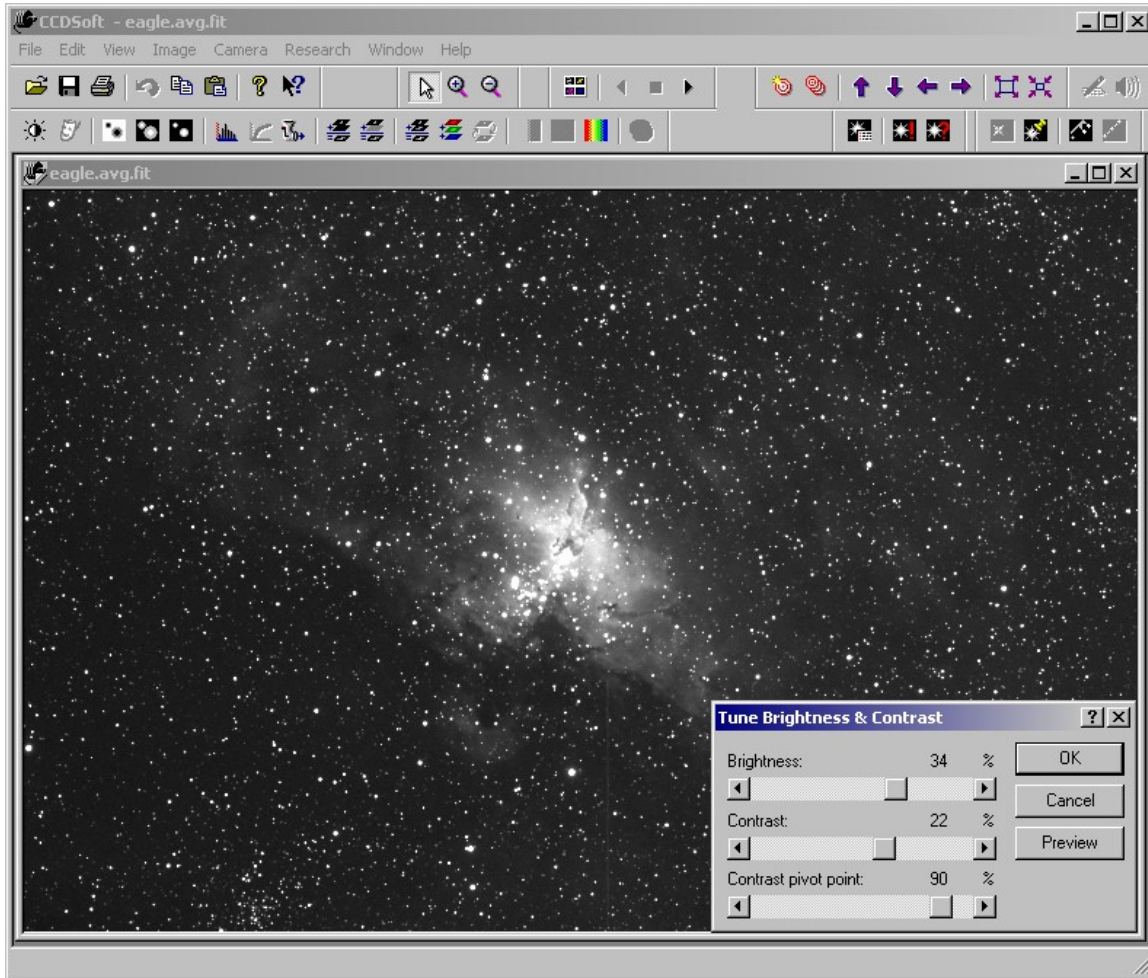 CCDSoft - eagle.avg.fit
File Edit View Image Camera Research Window Help
eagle.avg.fit
Tune Brightness & Contrast
Brightness: 34 %
OK
Cancel
Contrast: 22 %
Preview
Contrast pivot point: 90 %